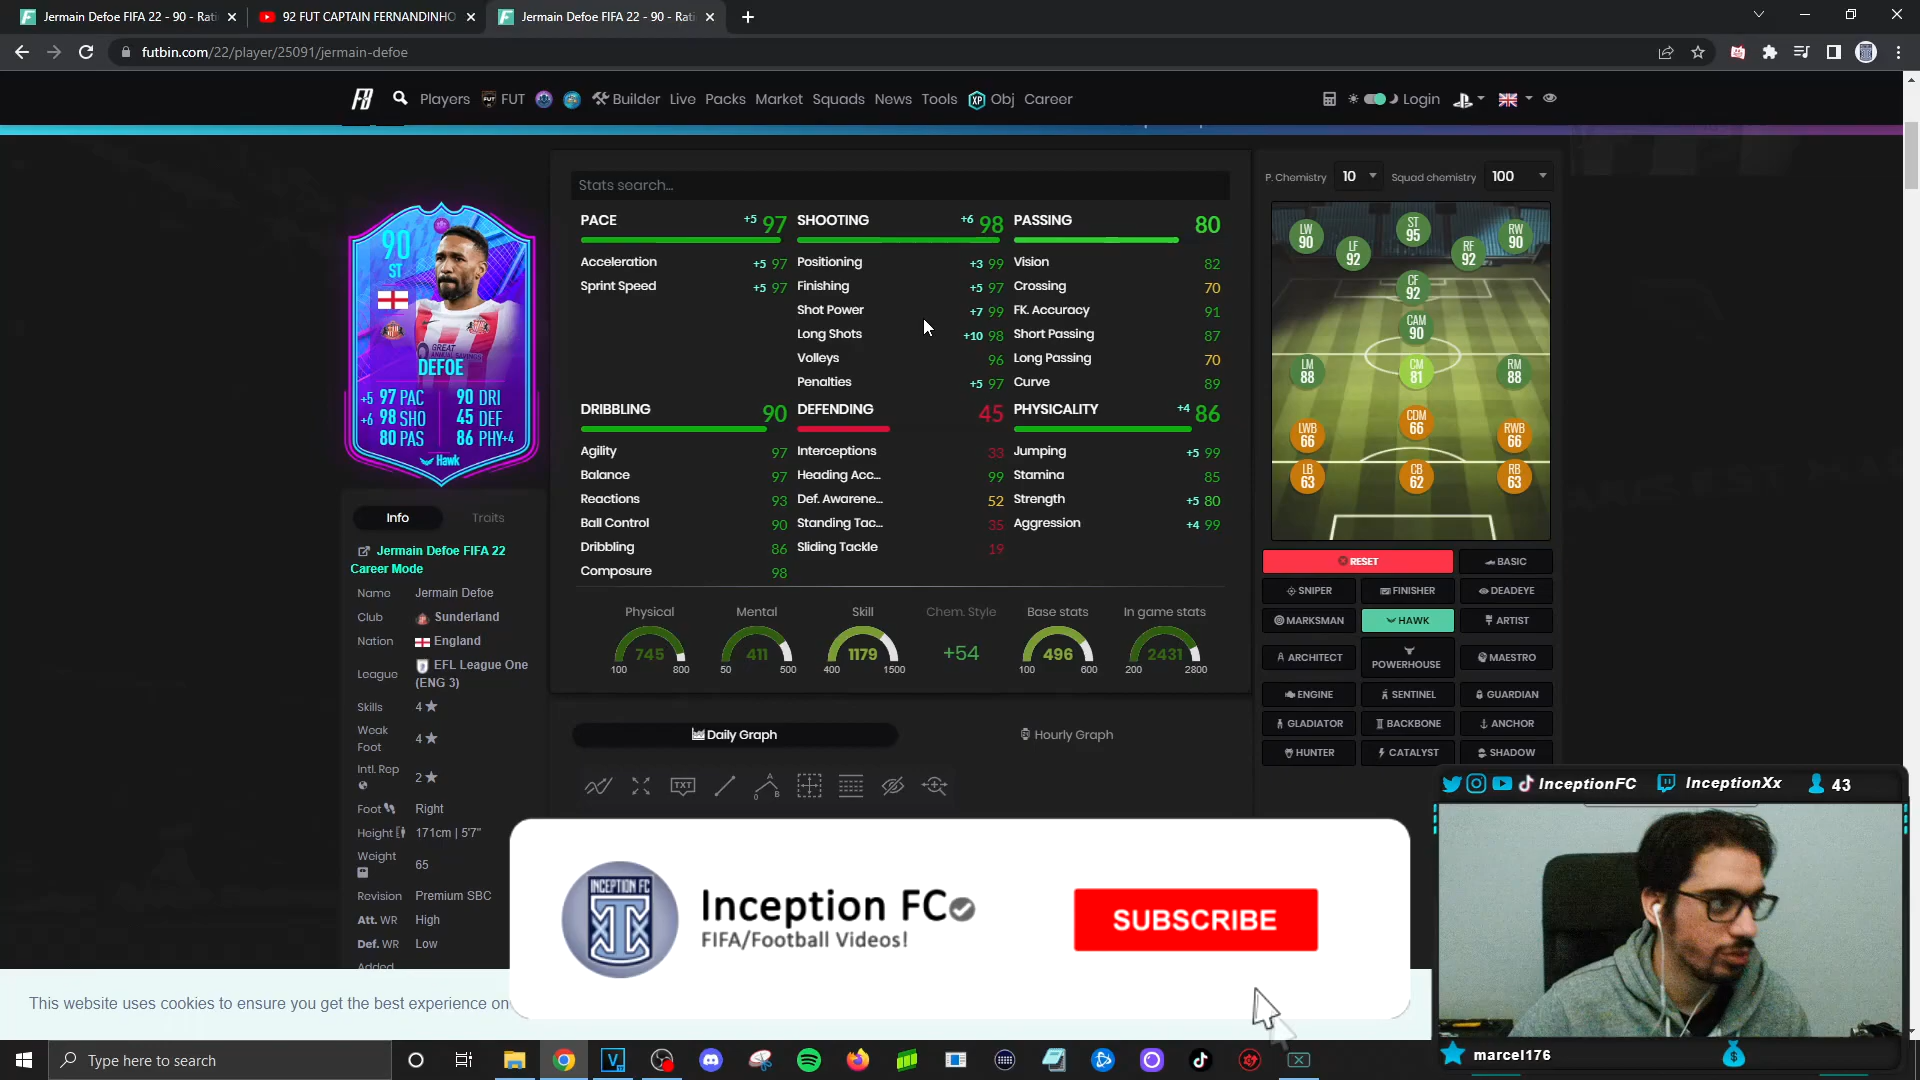 Jermain Defoe FIFA 22 - 90 - Rati
92 FUT CAPTAIN FERNANDINHO
Jermain Defoe FIFA 22 - 90 - Rati
futbin.com/22/player/25091/jermain-defoe
Players FUT Builder Live Packs Market Squads News Tools XP Obj Career
Login
Stats search...
P. Chemistry 10 Squad chemistry 100
90
ST
DEFOE
+5 97 PAC 90 DRI
+6 98 SHO 45 DEF
80 PAS 86 PHY+4
Hawk
PACE +5 97
Acceleration +5 97
Sprint Speed +5 97
SHOOTING +6 98
Positioning +3 99
Finishing +5 97
Shot Power +7 99
Long Shots +10 98
Volleys 96
Penalties +5 97
PASSING 80
Vision 82
Crossing 70
FK. Accuracy 91
Short Passing 87
Long Passing 70
Curve 89
DRIBBLING 90
Agility 97
Balance 97
Reactions 93
Ball Control 90
Dribbling 86
Composure 98
DEFENDING 45
Interceptions 33
Heading Acc... 99
Def. Awarene... 52
Standing Tac... 35
Sliding Tackle 19
PHYSICALITY +4 86
Jumping +5 99
Stamina 85
Strength +5 80
Aggression +4 99
Physical Mental Skill Chem. Style Base stats In game stats
745 411 1179 +54 496 2431
100 800 50 500 400 1500 100 600 200 2800
Daily Graph Hourly Graph
TXT
Info Traits
Jermain Defoe FIFA 22
Career Mode
Name Jermain Defoe
Club Sunderland
Nation England
League EFL League One
(ENG 3)
Skills 4
Weak
Foot 4
Intl. Rep 2
Foot Right
Height 171cm | 5'7"
Weight 65
Revision Premium SBC
Att. WR High
Def. WR Low
Added
LW 90
LF 92
ST 95
RF 92
RW 90
CF 92
CAM 90
LM 88
CM 81
RM 88
LWB 66
CDM 66
RWB 66
LB 63
CB 62
RB 63
RESET BASIC
SNIPER FINISHER DEADEYE
MARKSMAN HAWK ARTIST
ARCHITECT POWERHOUSE MAESTRO
ENGINE SENTINEL GUARDIAN
GLADIATOR BACKBONE ANCHOR
HUNTER CATALYST SHADOW
InceptionFC InceptionXx 43
INCEPTION FC
Inception FC
FIFA/Football Videos!
SUBSCRIBE
This website uses cookies to ensure you get the best experience on
marcel176
Type here to search